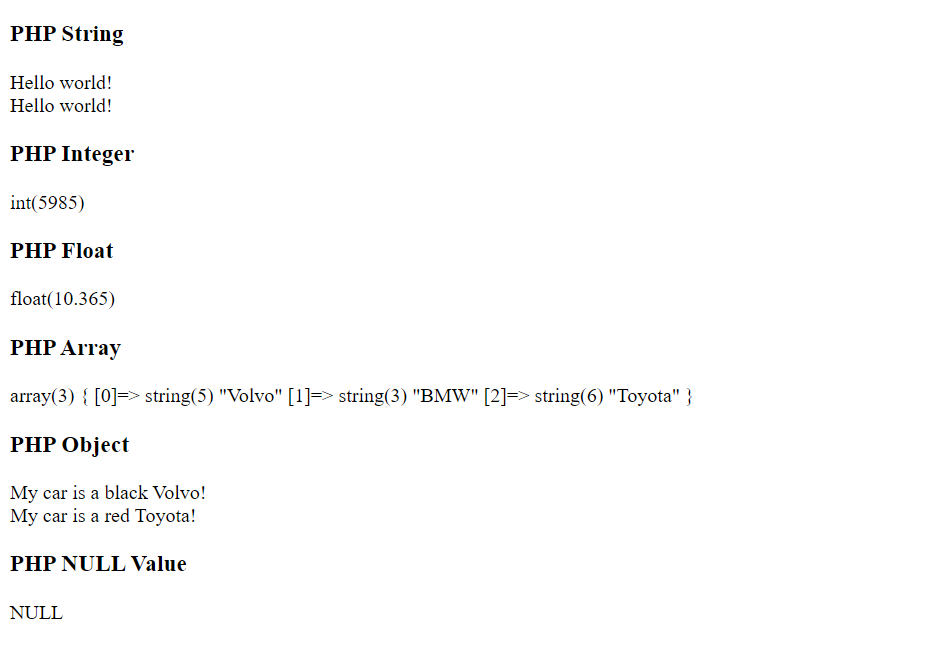 PHP String
Hello world!
Hello world!
PHP Integer
int(5985)
PHP Float
float(10.365)
PHP Array
array(3) { [0]=> string(5) "Volvo" [1]=> string(3) "BMW" [2]=> string(6) "Toyota" }
PHP Object
My car is a black Volvo!
My car is a red Toyota!
PHP NULL Value
NULL